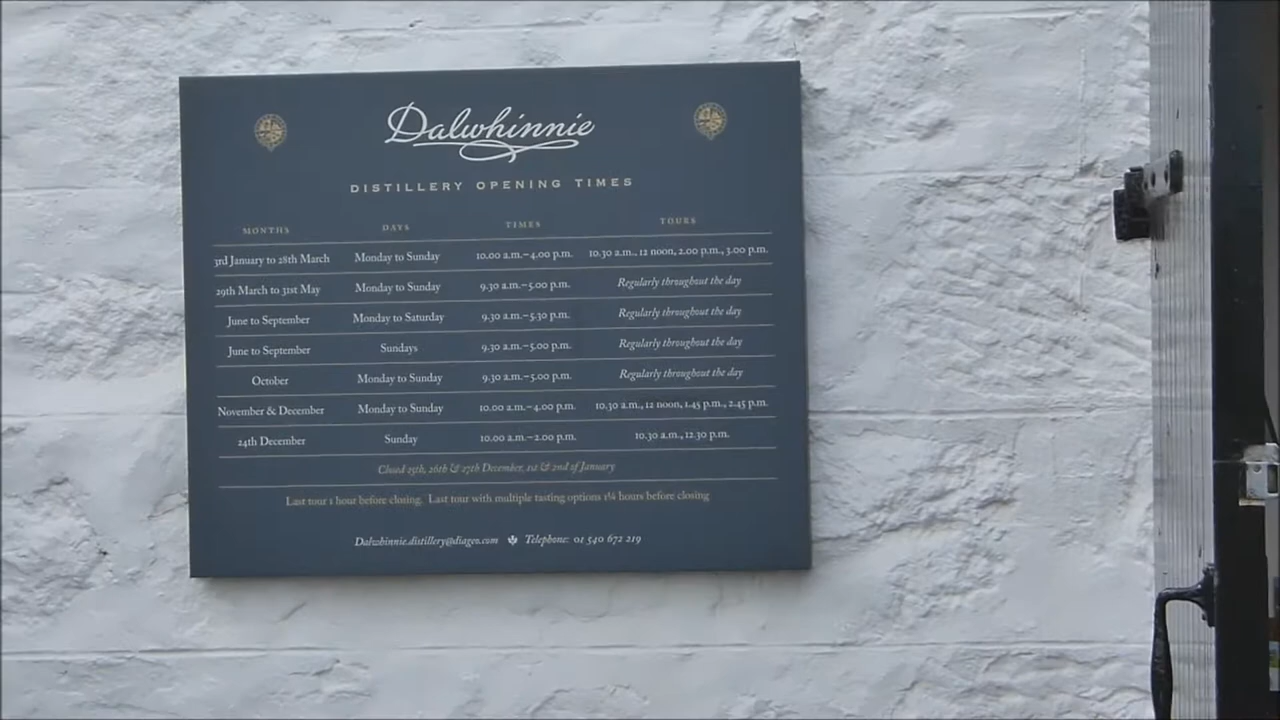 Dalwhinnie
DISTILLERY OPENING TIMES
MONTHS DAYS TIMES TOURS
3rd January to 28th March Monday to Sunday 10.00 a.m.–4.00 p.m. 10.30 a.m., 12 noon, 2.00 p.m., 3.00 p.m.
29th March to 31st May Monday to Sunday 9.30 a.m.–5.00 p.m. Regularly throughout the day
June to September Monday to Saturday 9.30 a.m.–5.30 p.m. Regularly throughout the day
June to September Sundays 9.30 a.m.–5.00 p.m. Regularly throughout the day
October Monday to Sunday 9.30 a.m.–5.00 p.m. Regularly throughout the day
November & December Monday to Sunday 10.00 a.m.–4.00 p.m. 10.30 a.m., 12 noon, 1.45 p.m., 2.45 p.m.
24th December Sunday 10.00 a.m.–2.00 p.m. 10.30 a.m., 12.30 p.m.
Closed 25th, 26th & 27th December, 1st & 2nd of January
Last tour 1 hour before closing. Last tour with multiple tasting options 1¼ hours before closing
Dalwhinnie.distillery@diageo.com Telephone: 01 540 672 219